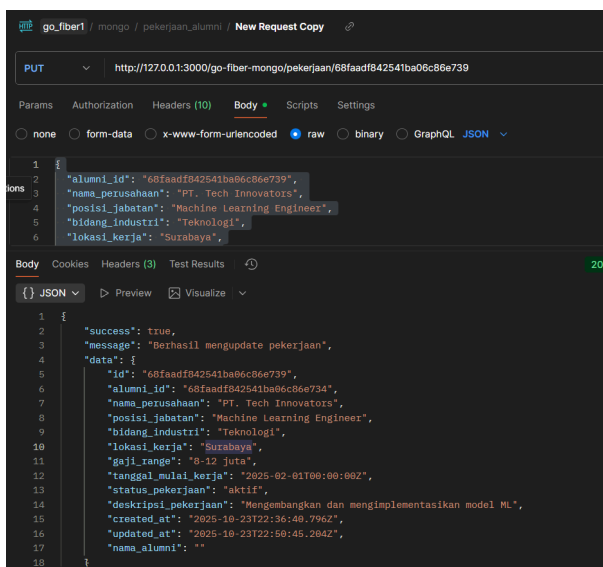 HTTP go_fiber1 / mongo / pekerjaan_alumni / New Request Copy
PUT http://127.0.0.1:3000/go-fiber-mongo/pekerjaan/68faadf842541ba06c86e739
Params Authorization Headers (10) Body Scripts Settings
none form-data x-www-form-urlencoded raw binary GraphQL JSON
1 {
ions
2 "alumni_id": "68faadf842541ba06c86e739",
3 "nama_perusahaan": "PT. Tech Innovators",
4 "posisi_jabatan": "Machine Learning Engineer",
5 "bidang_industri": "Teknologi",
6 "lokasi_kerja": "Surabaya",
Body Cookies Headers (3) Test Results 20
{} JSON Preview Visualize
1 {
2 "success": true,
3 "message": "Berhasil mengupdate pekerjaan",
4 "data": {
5 "id": "68faadf842541ba06c86e739",
6 "alumni_id": "68faadf842541ba06c86e734",
7 "nama_perusahaan": "PT. Tech Innovators",
8 "posisi_jabatan": "Machine Learning Engineer",
9 "bidang_industri": "Teknologi",
10 "lokasi_kerja": "Surabaya",
11 "gaji_range": "8-12 juta",
12 "tanggal_mulai_kerja": "2025-02-01T00:00:00Z",
13 "status_pekerjaan": "aktif",
14 "deskripsi_pekerjaan": "Mengembangkan dan mengimplementasikan model ML",
15 "created_at": "2025-10-23T22:36:40.796Z",
16 "updated_at": "2025-10-23T22:50:45.204Z",
17 "nama_alumni": ""
18 }